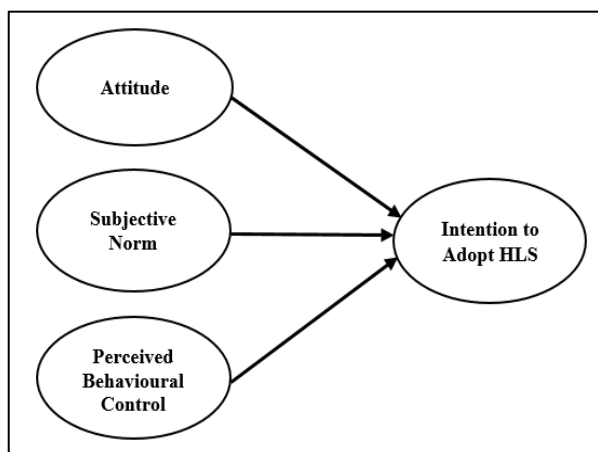 Attitude
Subjective
Norm
Perceived
Behavioural
Control
Intention to
Adopt HLS